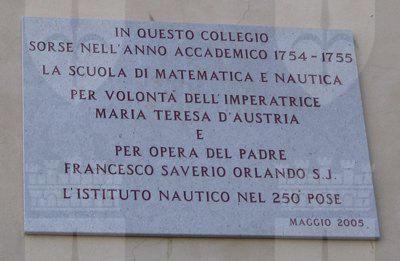 IN QUESTO COLLEGIO
SORSE NELL'ANNO ACCADEMICO 1754-1755
LA SCUOLA DI MATEMATICA E NAUTICA
PER VOLONTA' DELL'IMPERATRICE
MARIA TERESA D'AUSTRIA
E
PER OPERA DEL PADRE
FRANCESCO SAVERIO ORLANDO S.J.
L'ISTITUTO NAUTICO NEL 250° POSE
MAGGIO 2005